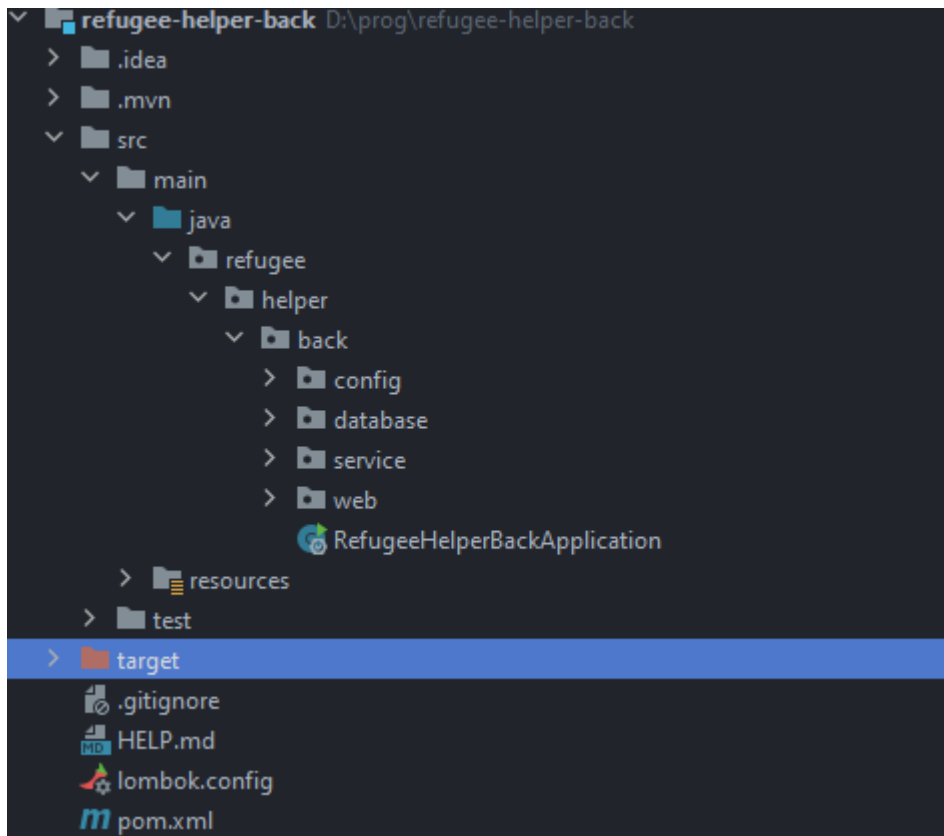 refugee-helper-back D:\prog\refugee-helper-back
.idea
.mvn
src
main
java
refugee
helper
back
config
database
service
web
RefugeeHelperBackApplication
resources
test
target
.gitignore
MD HELP.md
lombok.config
m pom.xml